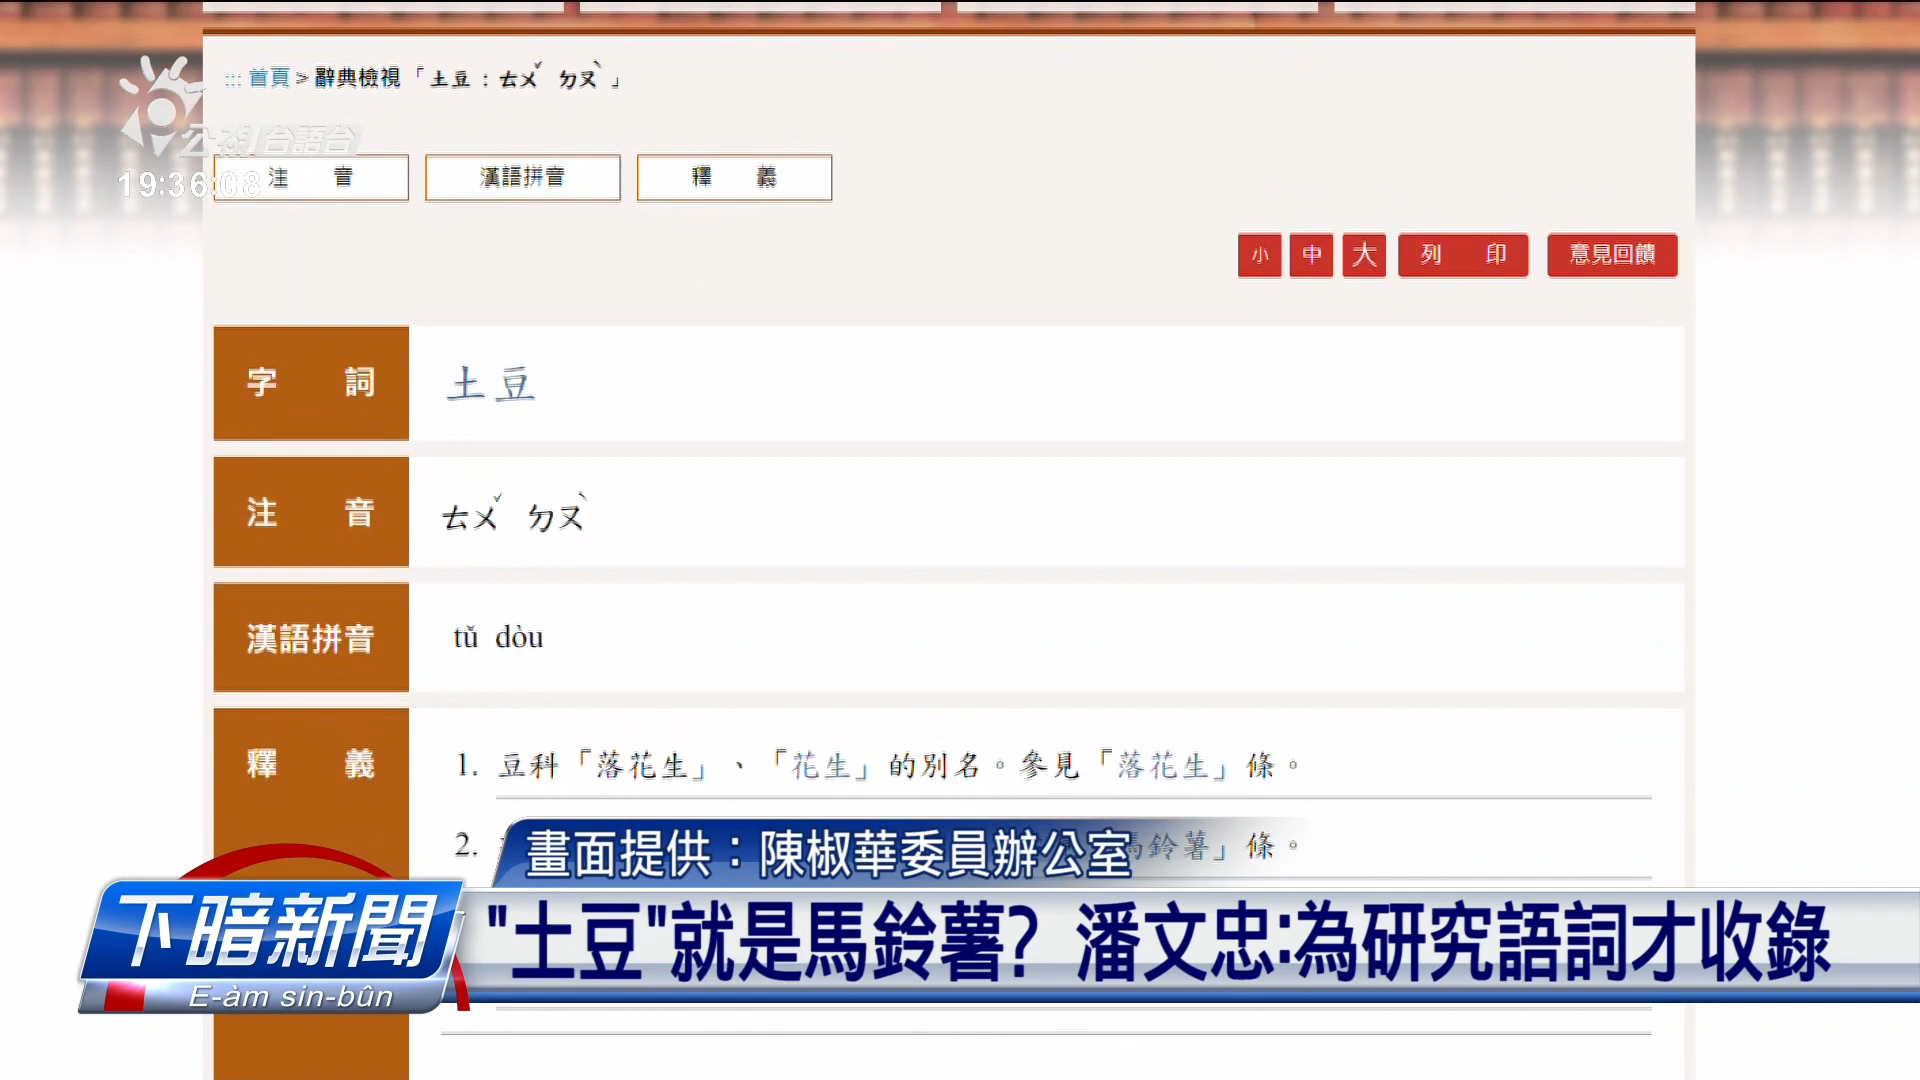 ::: 首頁 > 辭典檢視「土豆 : ㄊㄨˇ ㄉㄡˋ」
公視台語台
19:36:08
注 音
漢語拼音
釋 義
小
中
大
列 印
意見回饋
字 詞
土豆
注 音
ㄊㄨˇ ㄉㄡˋ
漢語拼音
tǔ dòu
釋 義
1. 豆科「落花生」、「花生」的別名。參見「落花生」條。
2. 馬鈴薯」條。
畫面提供：陳椒華委員辦公室
下暗新聞
E-àm sin-bûn
"土豆"就是馬鈴薯? 潘文忠:為研究語詞才收錄